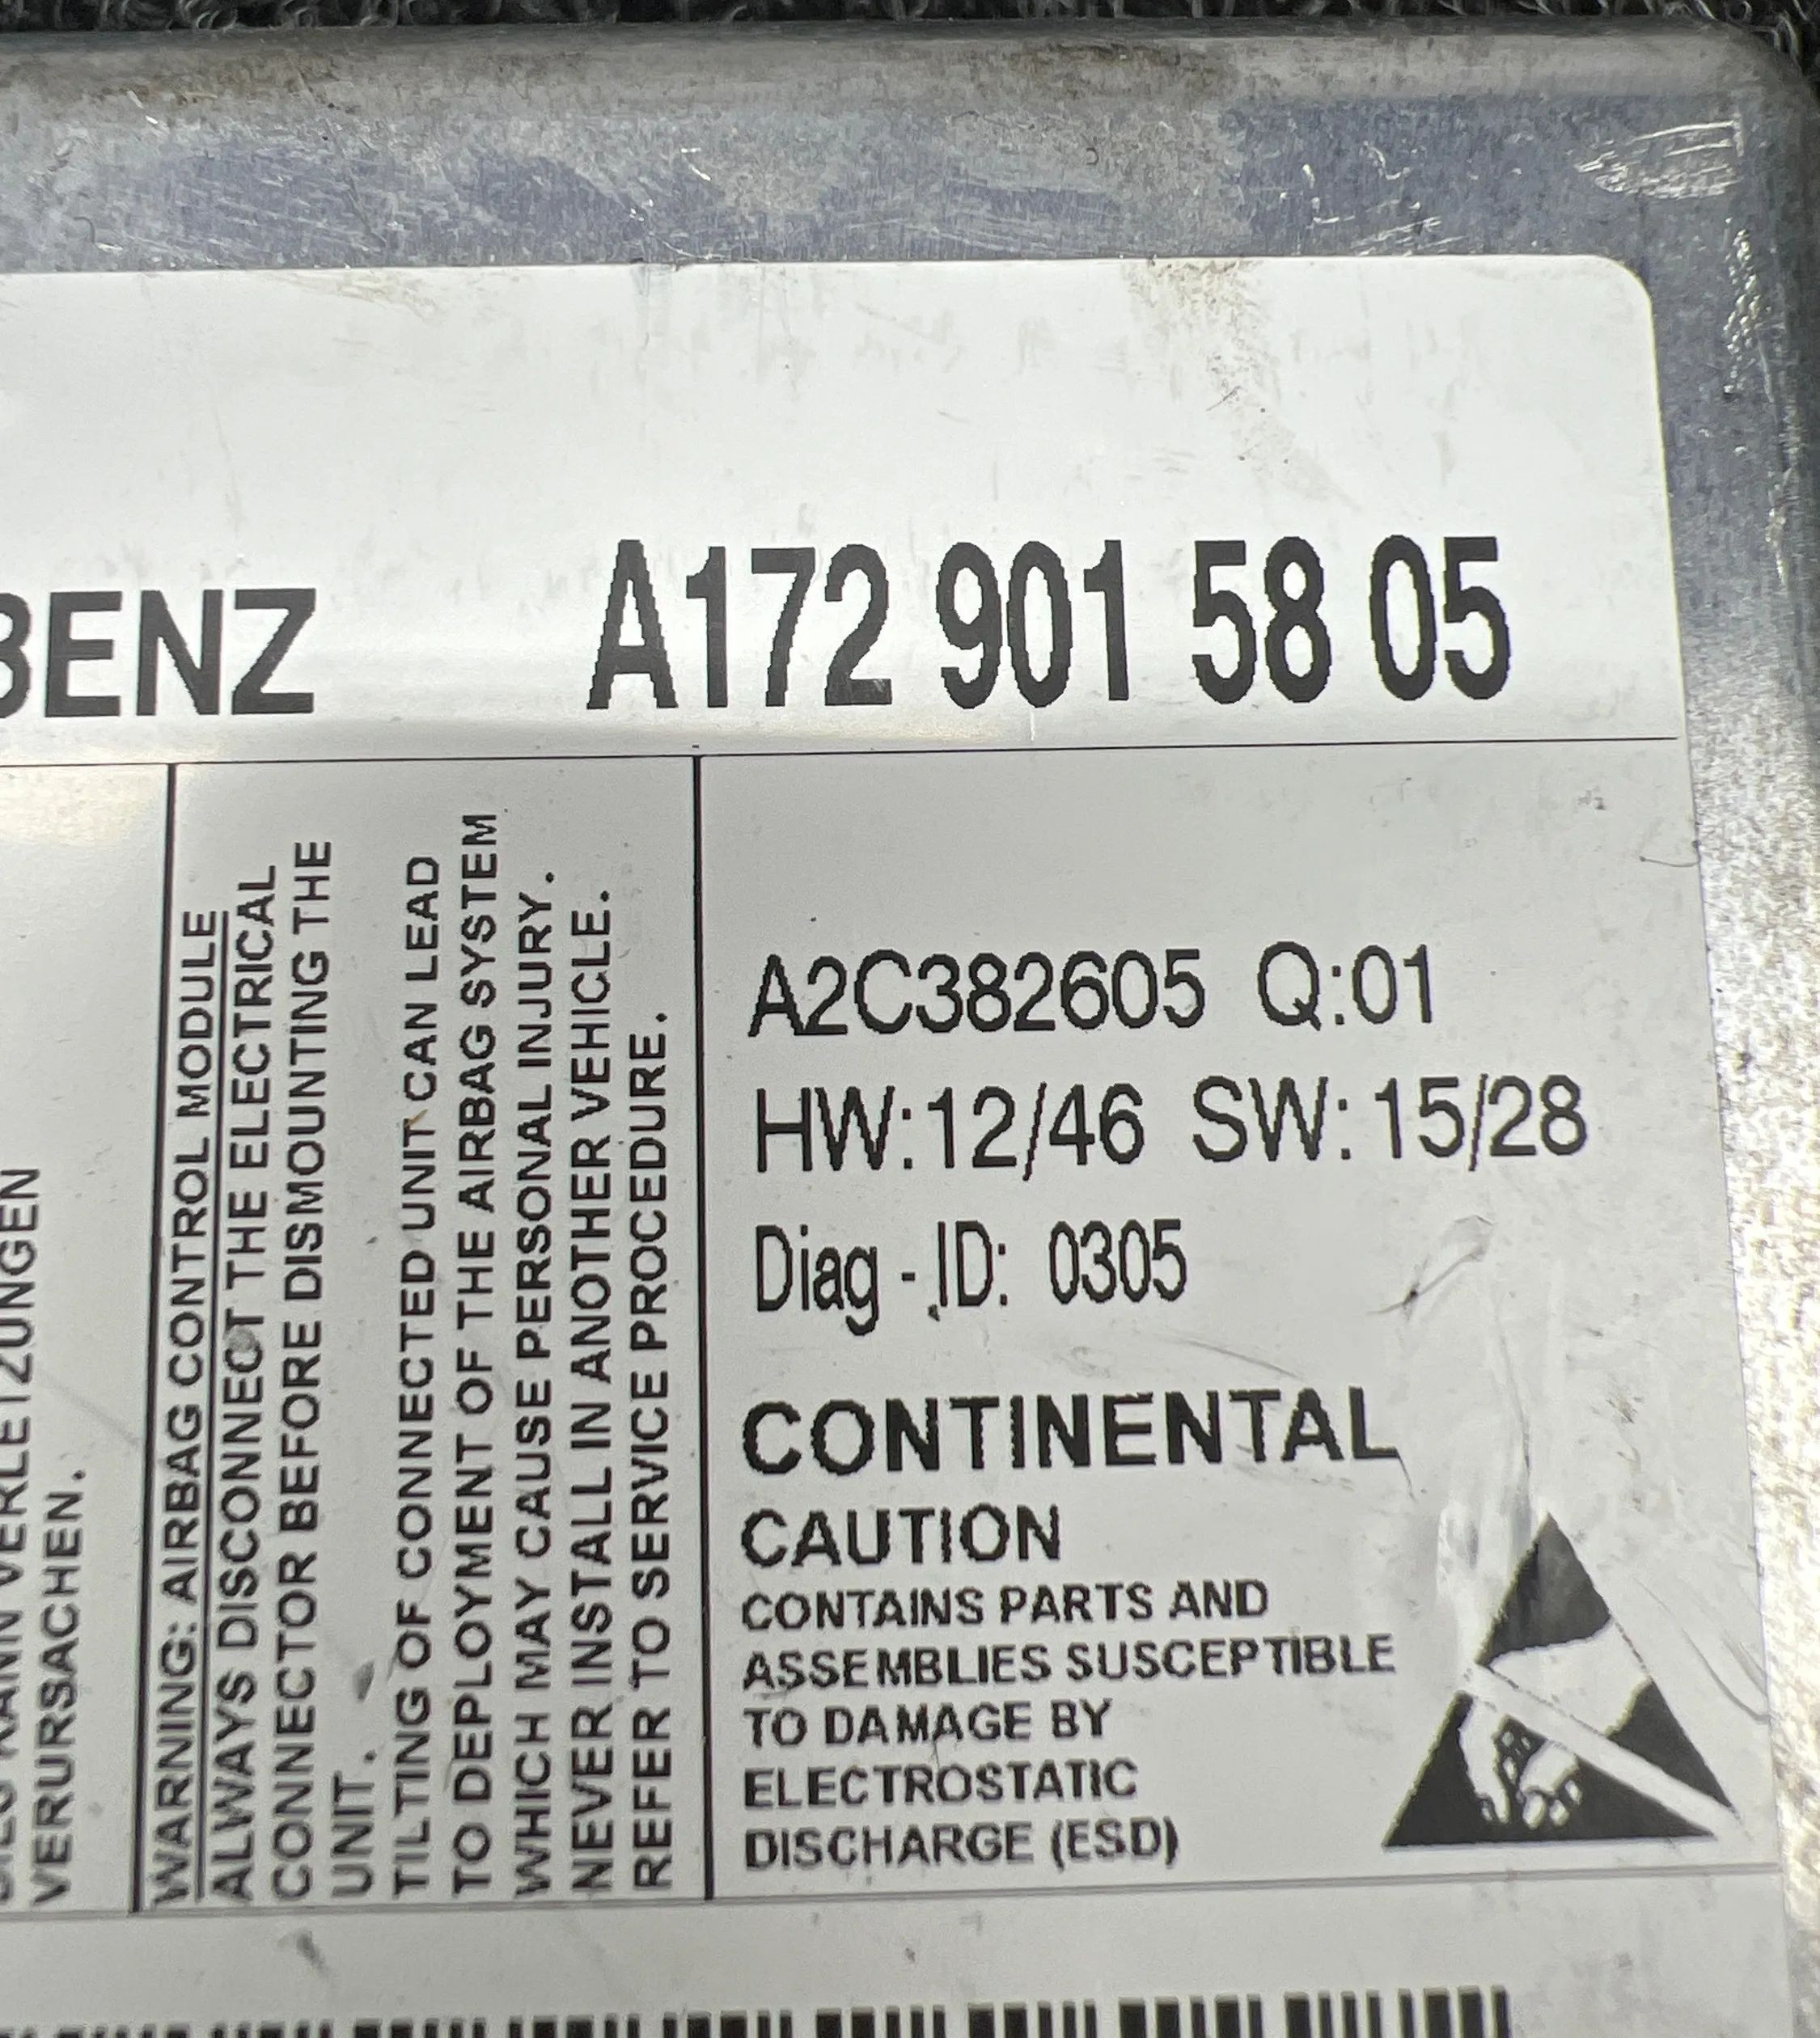 BENZ A172 901 58 05
VERLETZUNGEN
VERURSACHEN.
WARNING: AIRBAG CONTROL MODULE
ALWAYS DISCONNECT THE ELECTRICAL
CONNECTOR BEFORE DISMOUNTING THE
UNIT.
TILTING OF CONNECTED UNIT CAN LEAD
TO DEPLOYMENT OF THE AIRBAG SYSTEM
WHICH MAY CAUSE PERSONAL INJURY.
NEVER INSTALL IN ANOTHER VEHICLE.
REFER TO SERVICE PROCEDURE.
A2C382605 Q:01
HW:12/46 SW:15/28
Diag - ID: 0305
CONTINENTAL
CAUTION
CONTAINS PARTS AND
ASSEMBLIES SUSCEPTIBLE
TO DAMAGE BY
ELECTROSTATIC
DISCHARGE (ESD)